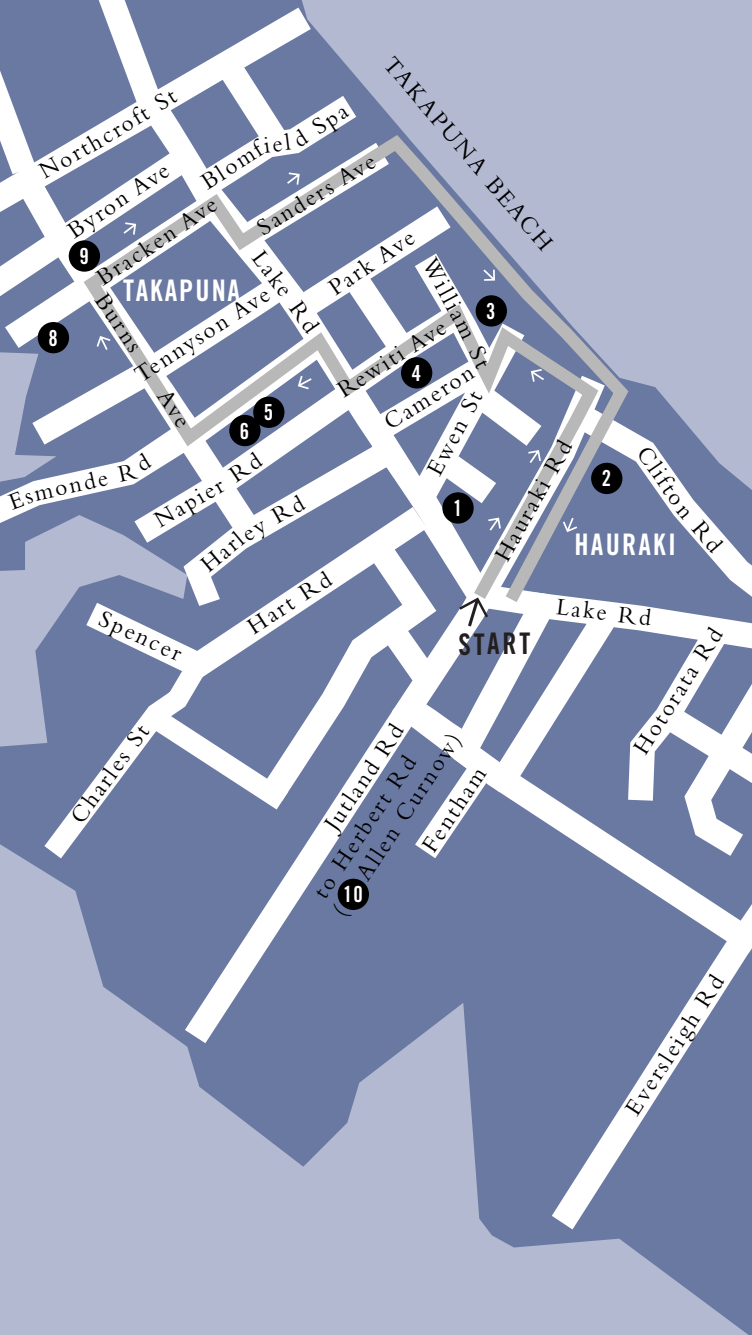 TAKAPUNA BEACH
Northcroft St
Blomfield Spa
Byron Ave
Sanders Ave
Bracken Ave
9
TAKAPUNA
Lake Rd
Park Ave
William St
3
Tennyson Ave
Burns Ave
8
Rewiti Ave
4
Cameron
5
6
Ewen St
Esmonde Rd
Napier Rd
Harley Rd
1
Hauraki Rd
2
Clifton Rd
HAURAKI
Hart Rd
Lake Rd
START
Spencer
Hotorata Rd
Charles St
Jutland Rd
to Herbert Rd
(Allen Curnow)
10
Fentham
Eversleigh Rd